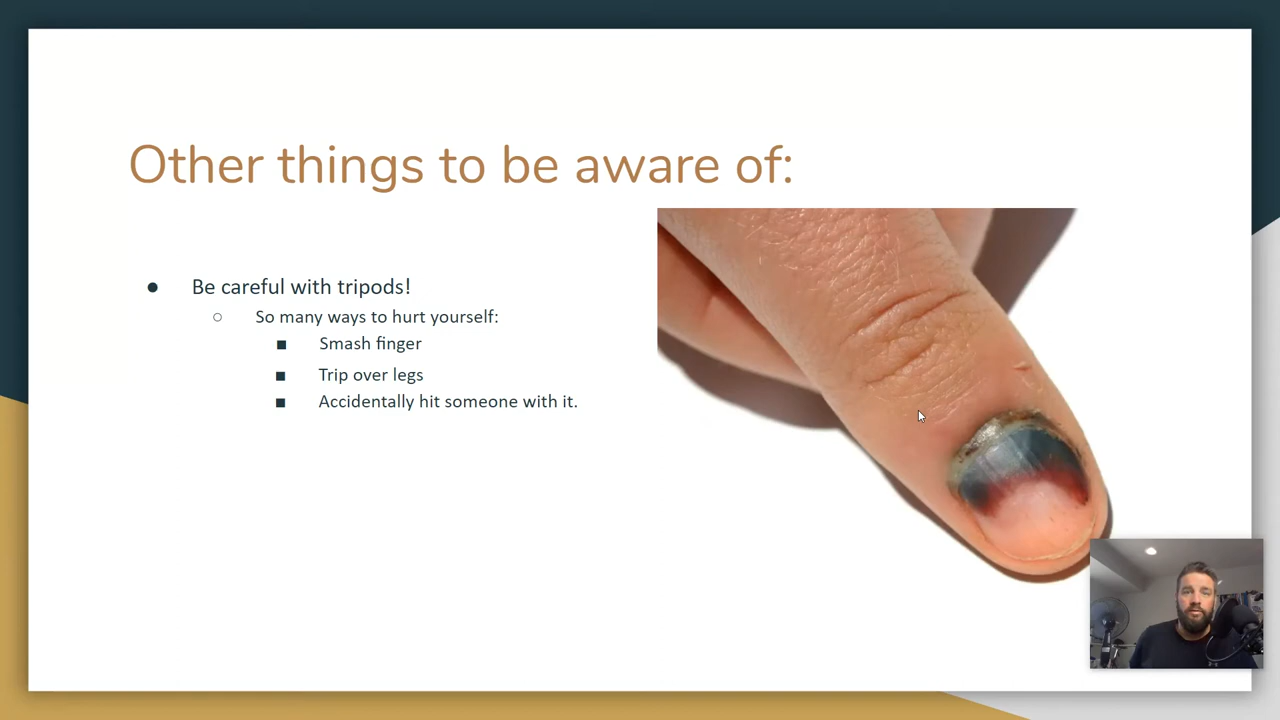 Other things to be aware of:
● Be careful with tripods!
○ So many ways to hurt yourself:
■ Smash finger
■ Trip over legs
■ Accidentally hit someone with it.